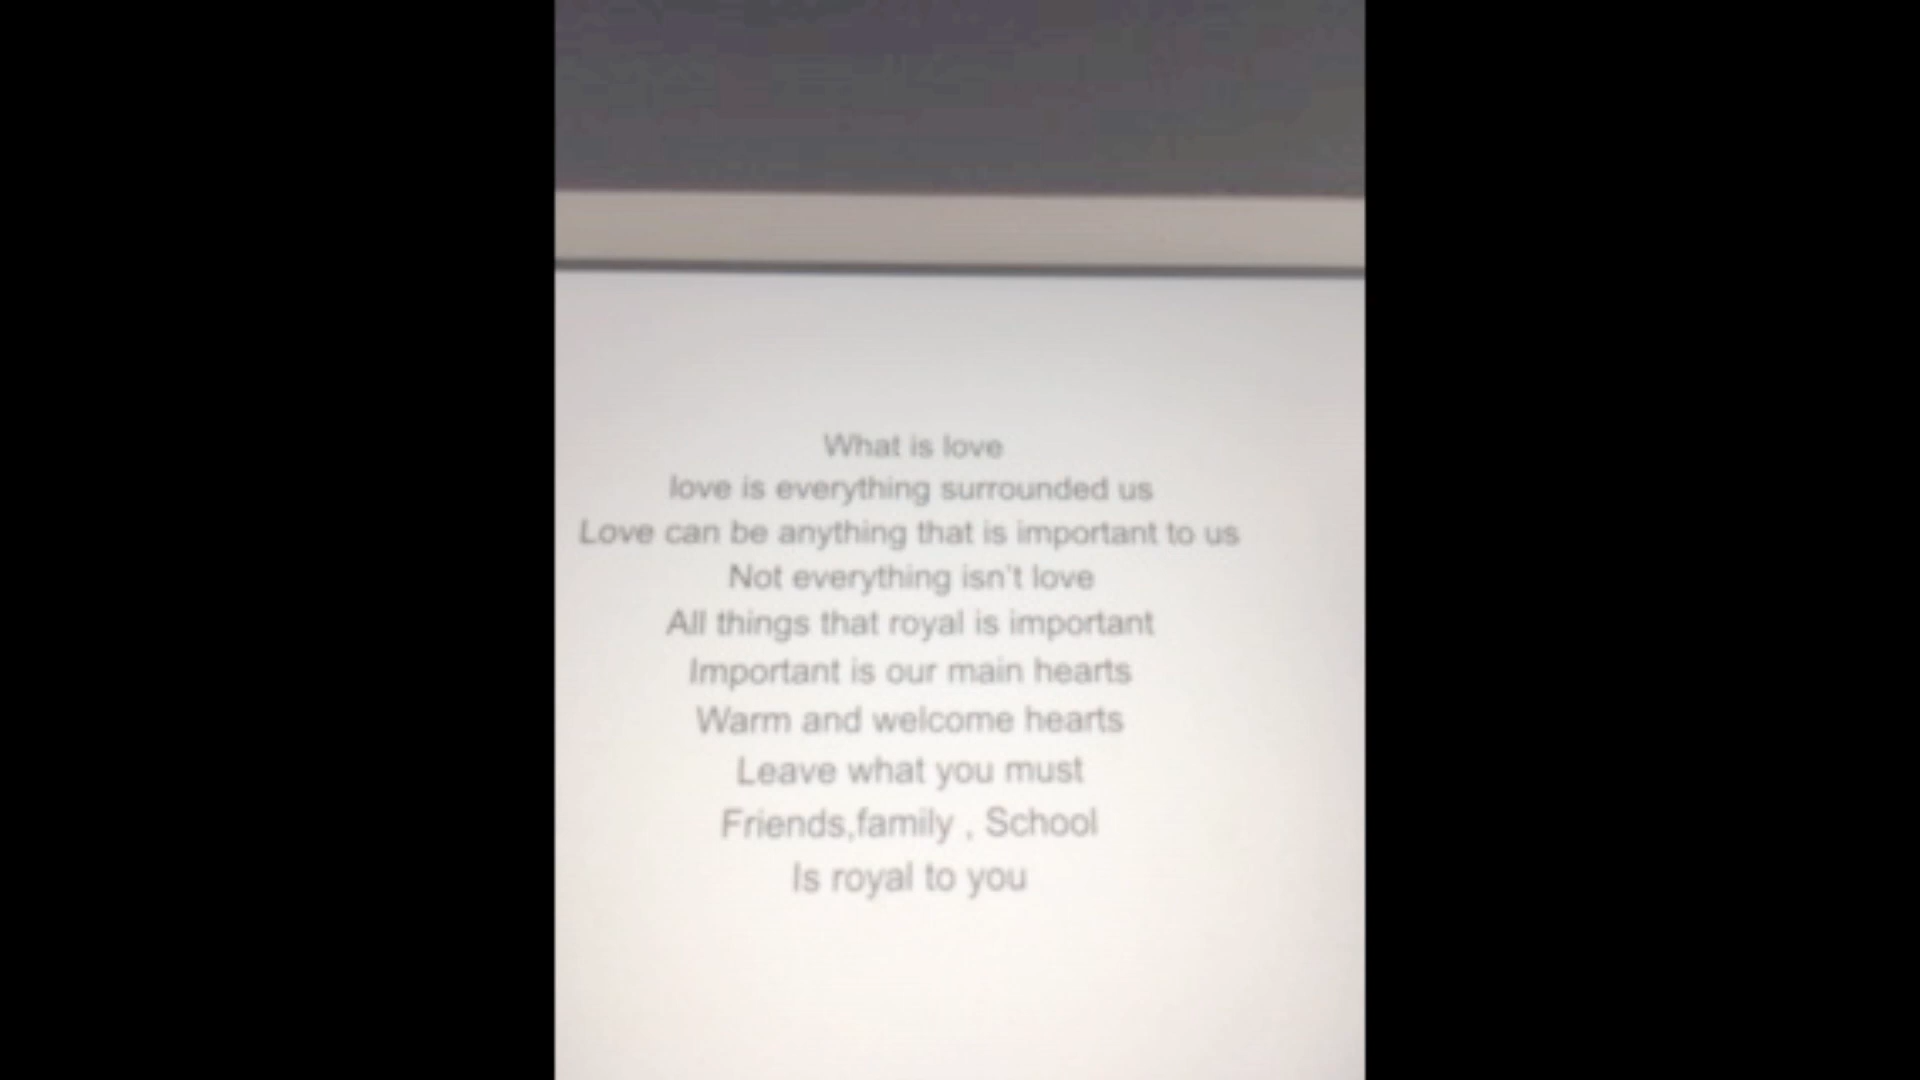 What is love
love is everything surrounded us
Love can be anything that is important to us
Not everything isn't love
All things that royal is important
Important is our main hearts
Warm and welcome hearts
Leave what you must
Friends,family , School
Is royal to you